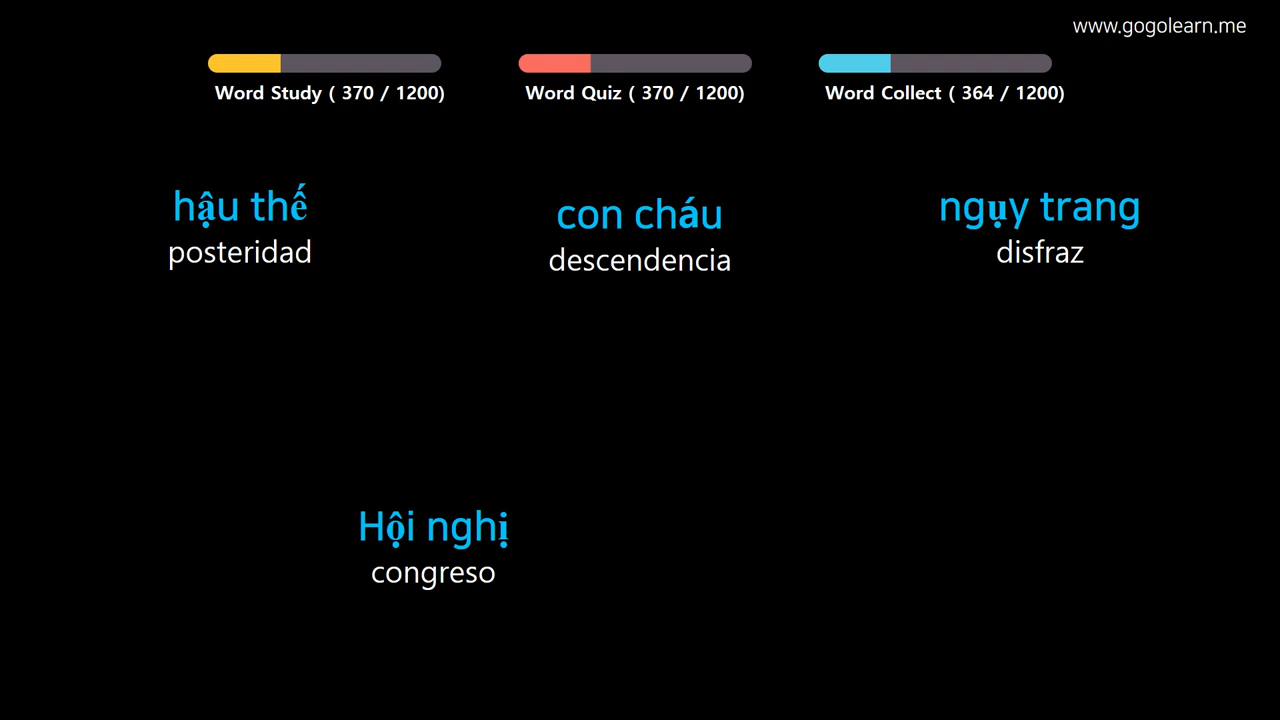 www.gogolearn.me
Word Study ( 370 / 1200)
Word Quiz ( 370 / 1200)
Word Collect ( 364 / 1200)
hậu thế
posteridad
con cháu
descendencia
ngụy trang
disfraz
Hội nghị
congreso